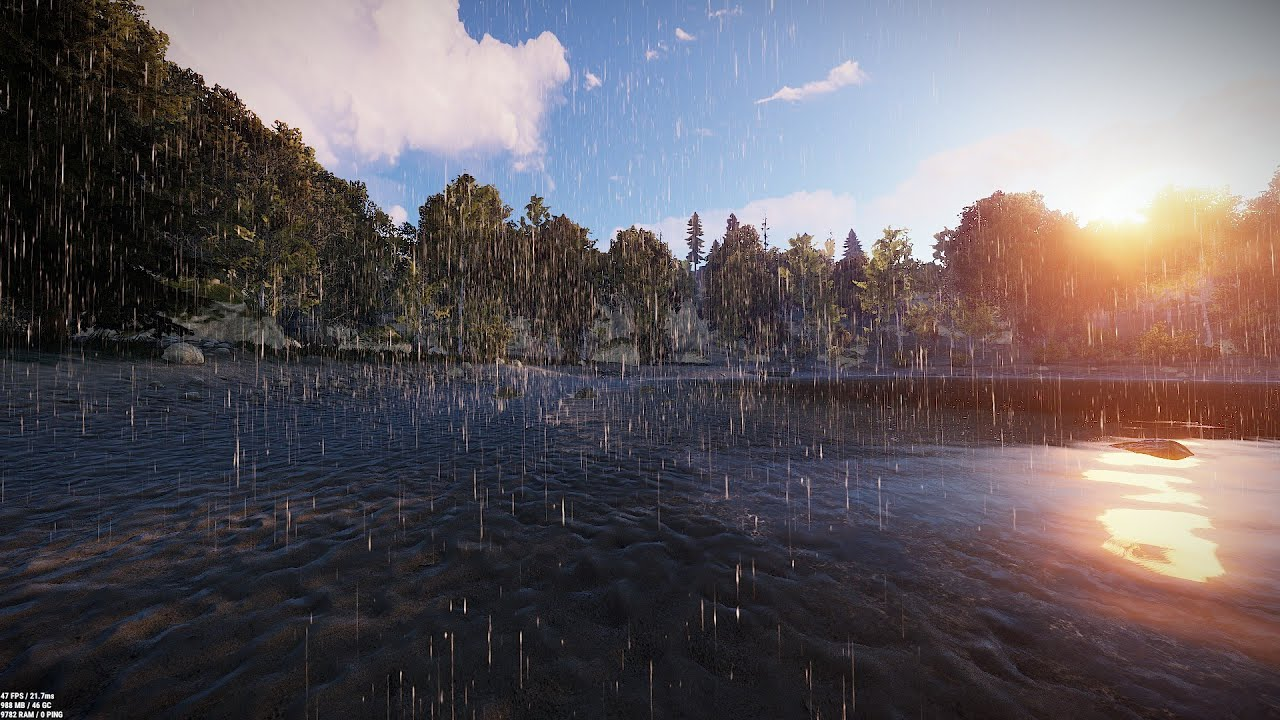 47 FPS / 21.7ms
988 MB / 46 GC
9782 RAM / 0 PING